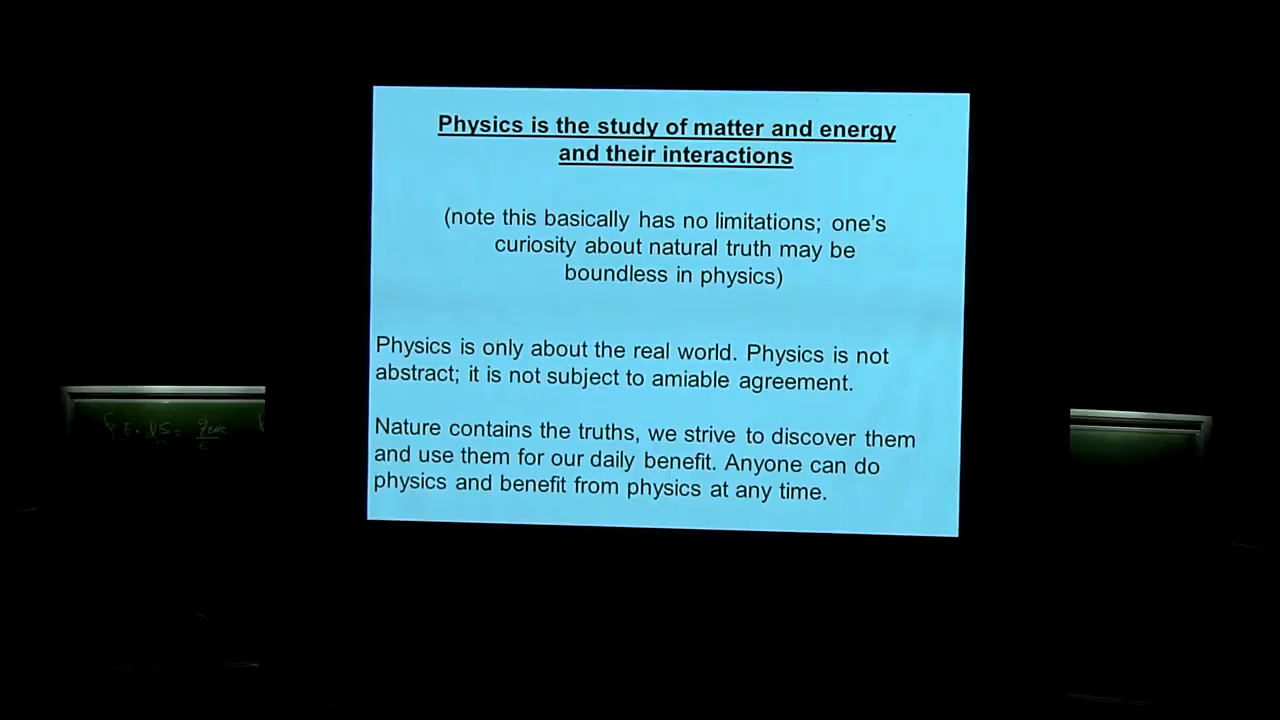 Physics is the study of matter and energy
and their interactions
(note this basically has no limitations; one's
curiosity about natural truth may be
boundless in physics)
Physics is only about the real world. Physics is not
abstract; it is not subject to amiable agreement.
Nature contains the truths, we strive to discover them
and use them for our daily benefit. Anyone can do
physics and benefit from physics at any time.
E · dS = qenc